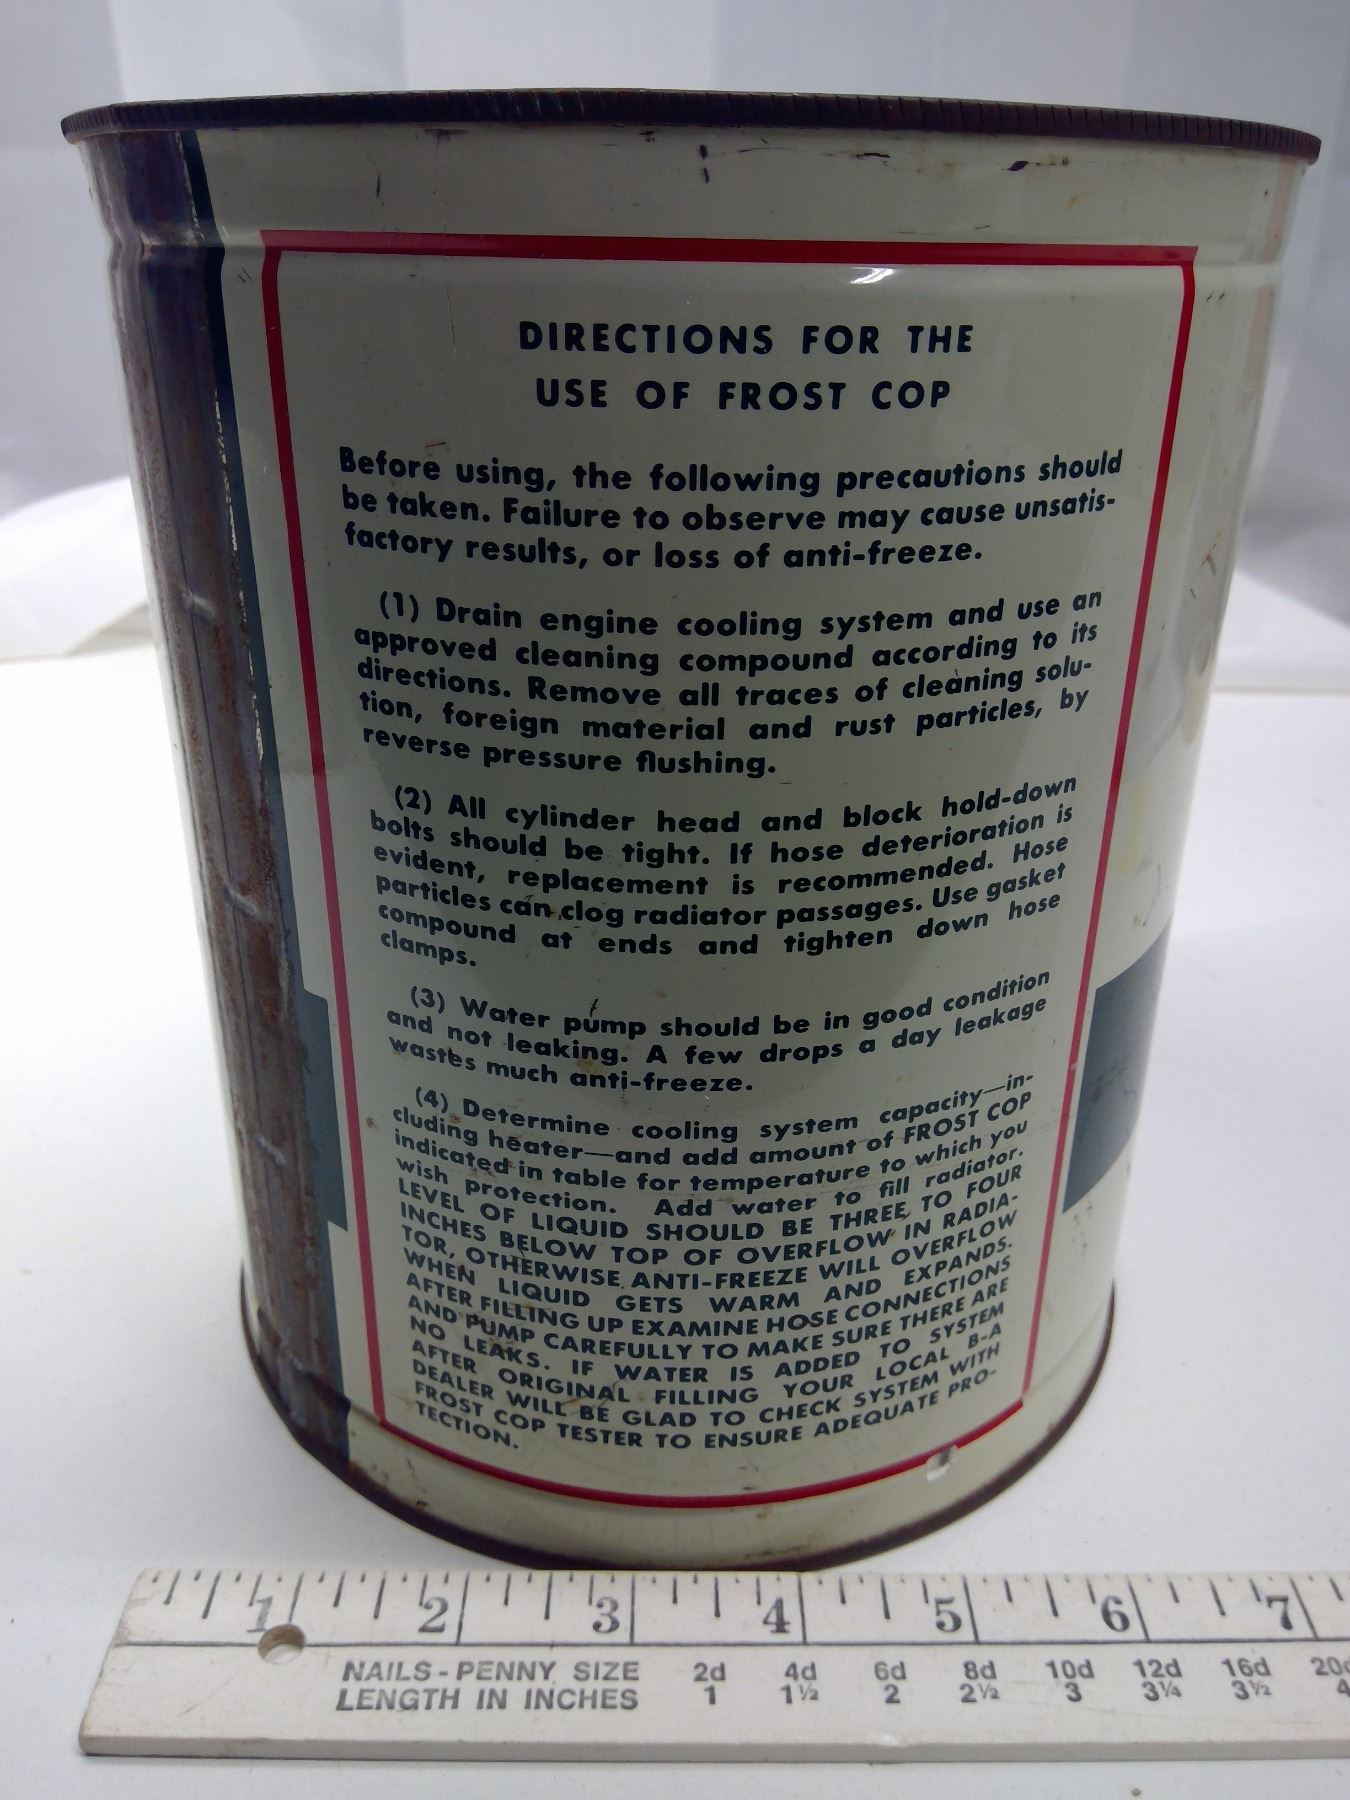 DIRECTIONS FOR THE
USE OF FROST COP
Before using, the following precautions should
be taken. Failure to observe may cause unsatis-
factory results, or loss of anti-freeze.
(1) Drain engine cooling system and use an
approved cleaning compound according to its
directions. Remove all traces of cleaning solu-
tion, foreign material and rust particles, by
reverse pressure flushing.
(2) All cylinder head and block hold-down
bolts should be tight. If hose deterioration is
evident, replacement is recommended. Hose
particles can clog radiator passages. Use gasket
compound at ends and tighten down hose
clamps.
(3) Water pump should be in good condition
and not leaking. A few drops a day leakage
wastes much anti-freeze.
(4) Determine cooling system capacity—in-
cluding heater—and add amount of FROST COP
indicated in table for temperature to which you
wish protection. Add water to fill radiator.
LEVEL OF LIQUID SHOULD BE THREE TO FOUR
INCHES BELOW TOP OF OVERFLOW IN RADIA-
TOR, OTHERWISE ANTI-FREEZE WILL OVERFLOW
WHEN LIQUID GETS WARM AND EXPANDS.
AFTER FILLING UP EXAMINE HOSE CONNECTIONS
AND PUMP CAREFULLY TO MAKE SURE THERE ARE
NO LEAKS. IF WATER IS ADDED TO SYSTEM
AFTER ORIGINAL FILLING YOUR LOCAL B-A
DEALER WILL BE GLAD TO CHECK SYSTEM WITH
FROST COP TESTER TO ENSURE ADEQUATE PRO-
TECTION.
1 2 3 4 5 6 7
NAILS - PENNY SIZE 2d 4d 6d 8d 10d 12d 16d 20d
LENGTH IN INCHES 1 1½ 2 2½ 3 3¼ 3½ 4